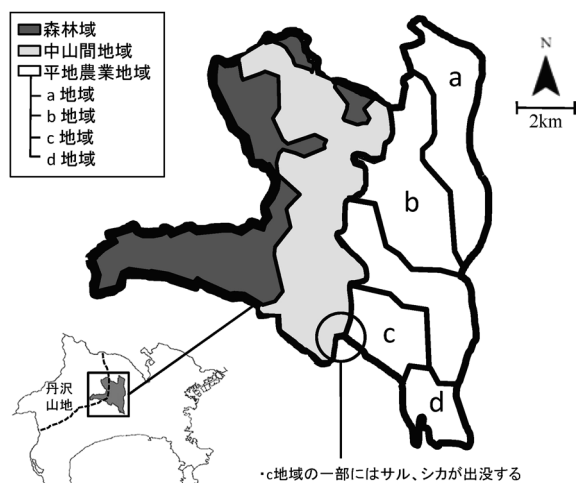 森林域
中山間地域
平地農業地域
a 地域
b 地域
c 地域
d 地域
N
2km
a
b
c
d
丹沢
山地
・c地域の一部にはサル、シカが出没する